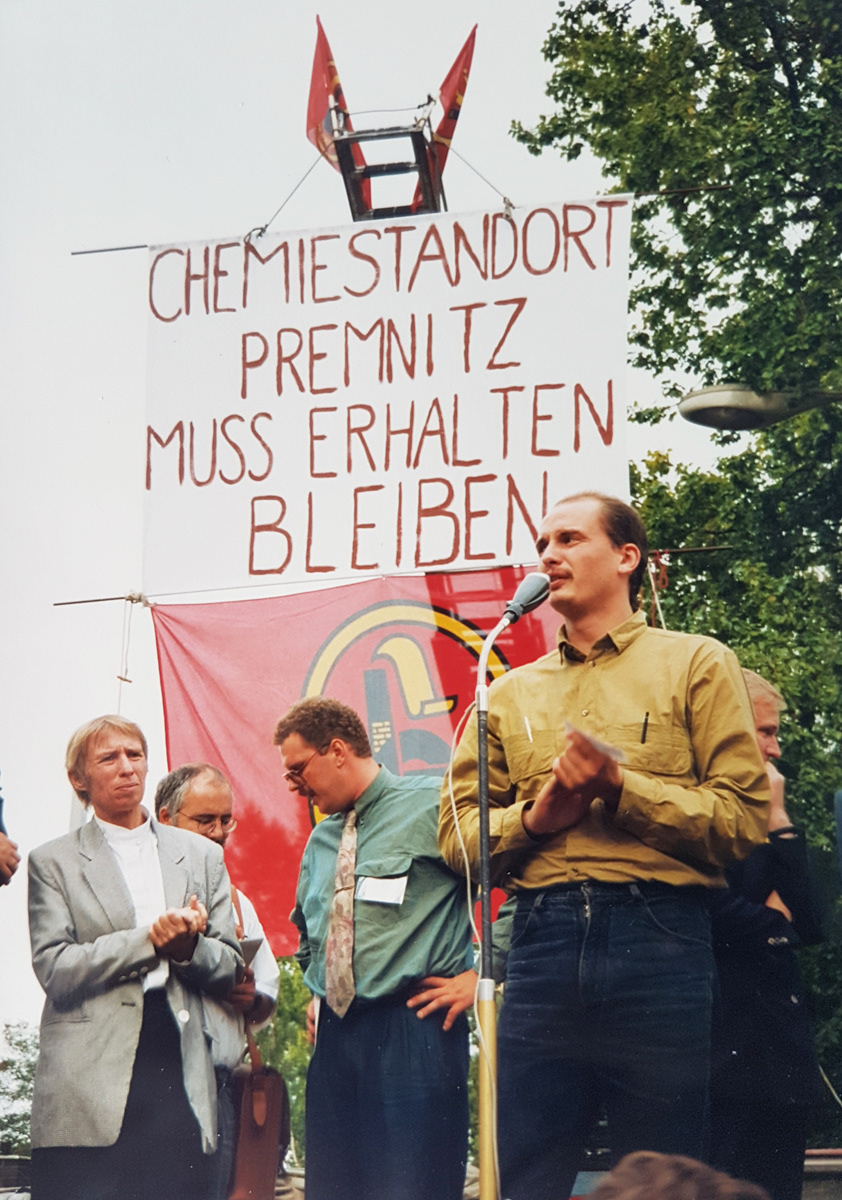 CHEMIESTANDORT
PREMNITZ
MUSS ERHALTEN
BLEIBEN